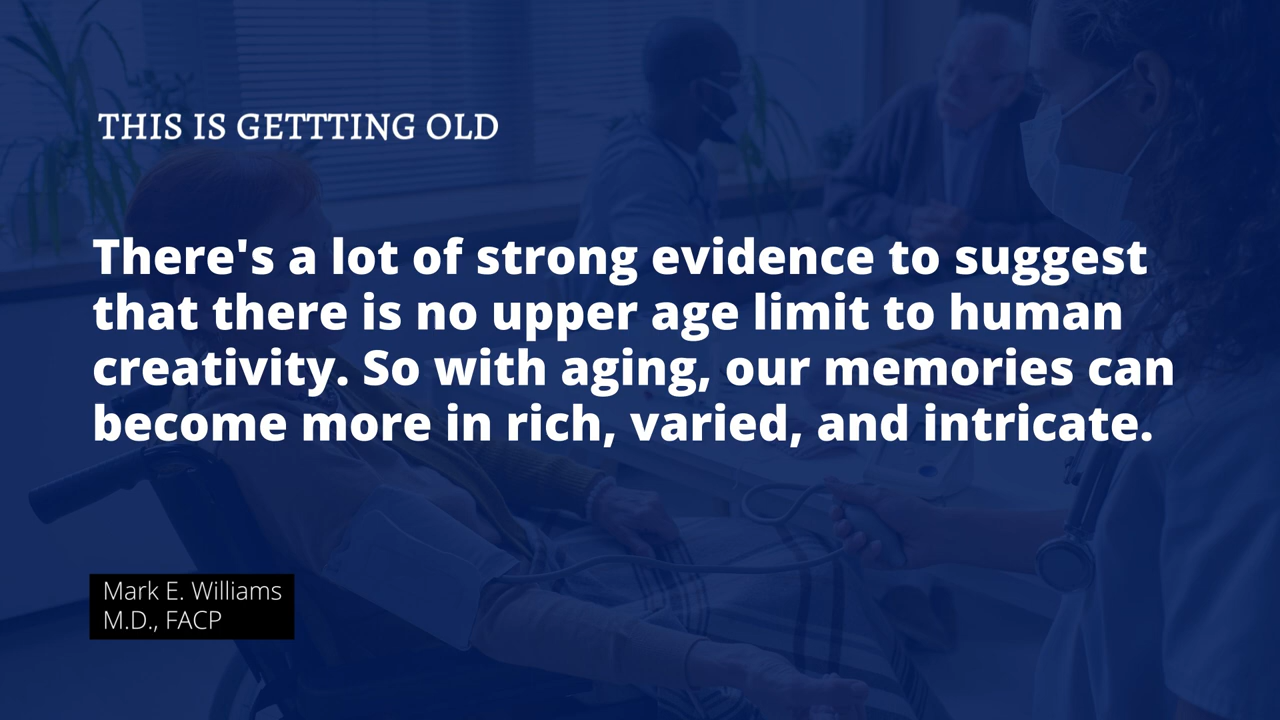 THIS IS GETTTING OLD
There's a lot of strong evidence to suggest
that there is no upper age limit to human
creativity. So with aging, our memories can
become more in rich, varied, and intricate.
Mark E. Williams
M.D., FACP